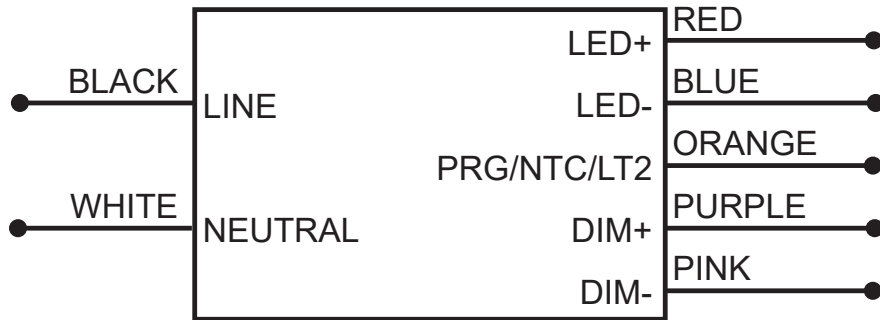 RED
LED+
BLACK
BLUE
LINE
LED-
ORANGE
PRG/NTC/LT2
WHITE
PURPLE
NEUTRAL
DIM+
PINK
DIM-